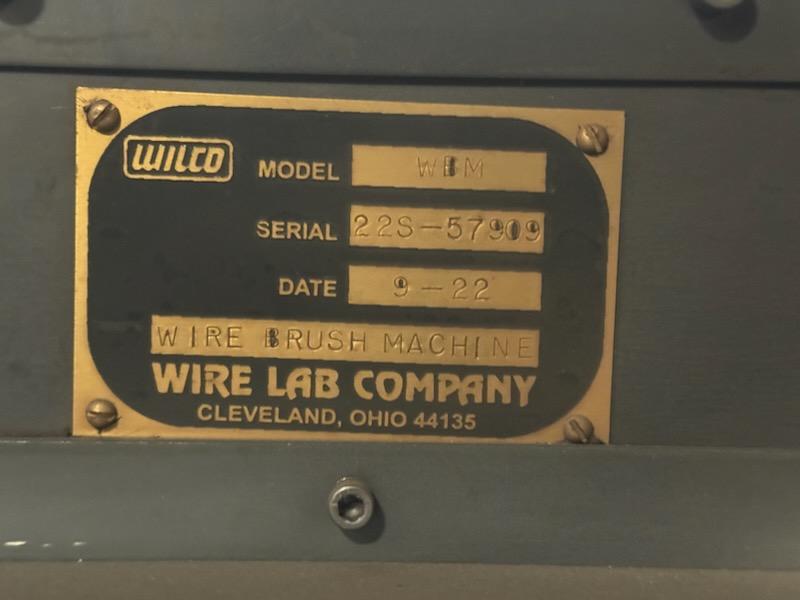 WILCO
MODEL WBM
SERIAL 22S-57909
DATE 9-22
WIRE BRUSH MACHINE
WIRE LAB COMPANY
CLEVELAND, OHIO 44135